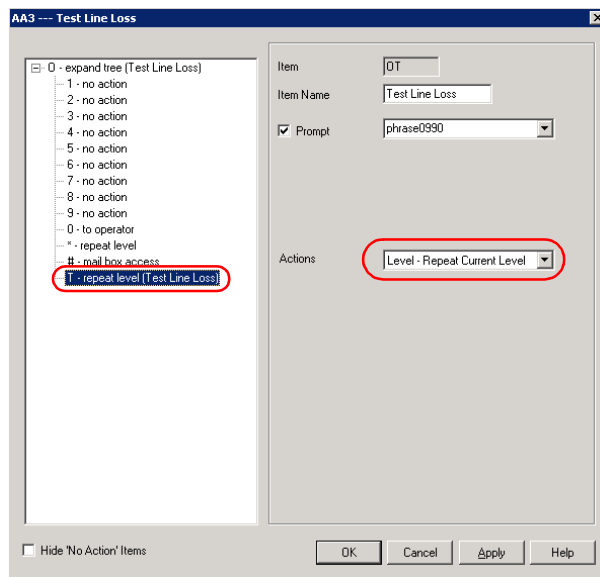 AA3 --- Test Line Loss
0 - expand tree (Test Line Loss)
1 - no action
2 - no action
3 - no action
4 - no action
5 - no action
6 - no action
7 - no action
8 - no action
9 - no action
0 - to operator
* - repeat level
# - mail box access
T - repeat level (Test Line Loss)
Item
0T
Item Name
Test Line Loss
Prompt
phrase0990
Actions
Level - Repeat Current Level
Hide 'No Action' Items
OK
Cancel
Apply
Help